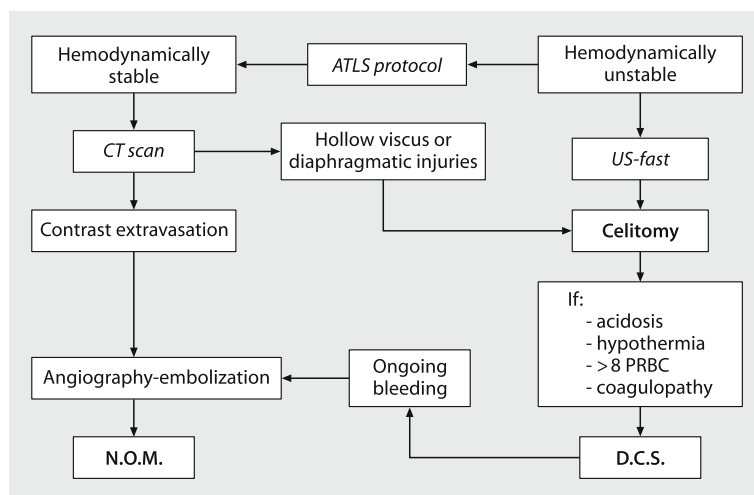 Hemodynamically
stable
ATLS protocol
Hemodynamically
unstable
CT scan
Hollow viscus or
diaphragmatic injuries
US-fast
Contrast extravasation
Celitomy
If:
- acidosis
- hypothermia
- >8 PRBC
- coagulopathy
Angiography-embolization
Ongoing
bleeding
N.O.M.
D.C.S.